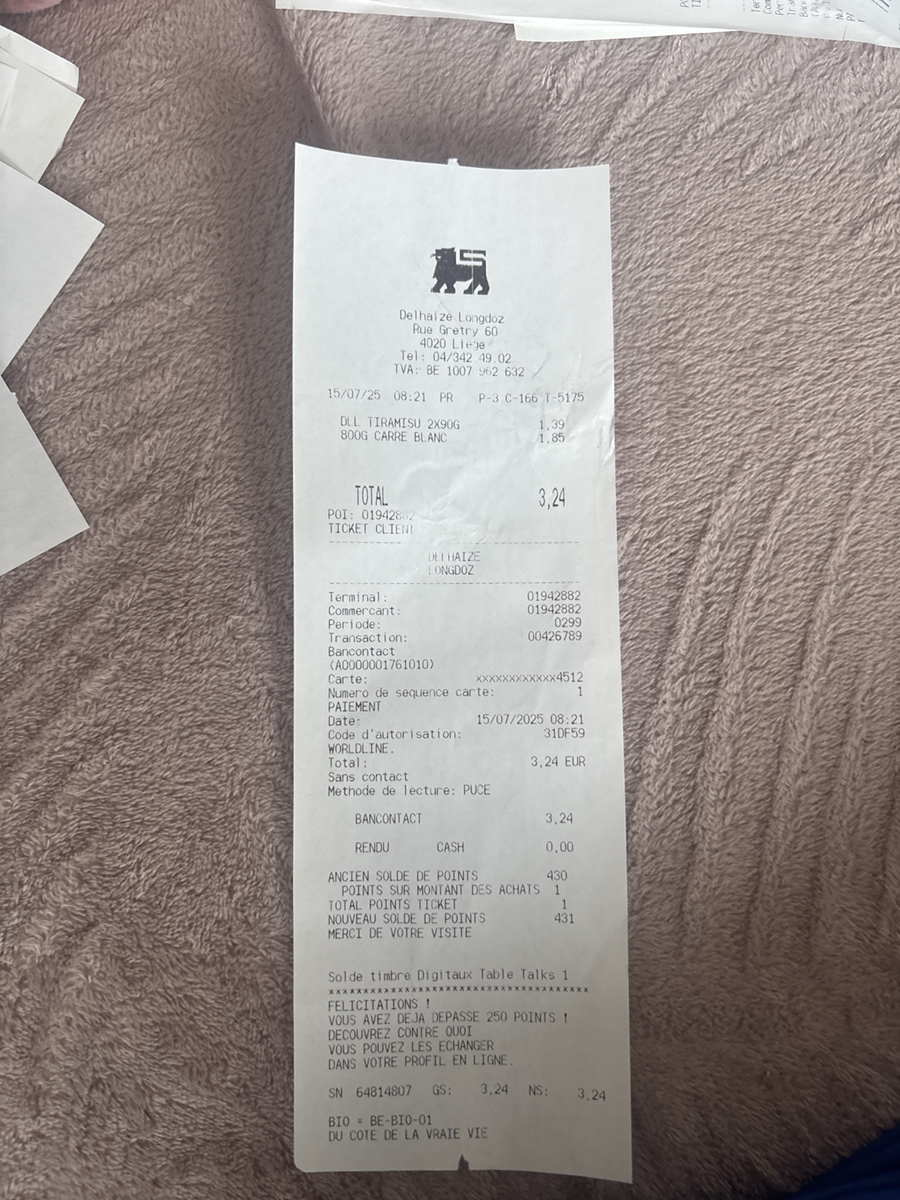 Delhaize Longdoz
Rue Gretry 60
4020 Liege
Tel: 04/342 49.02
TVA: BE 1007 962 632
15/07/25 08:21 PR P-3 C-166 T-5175
DLL TIRAMISU 2X90G 1,39
800G CARRE BLANC 1,85
TOTAL 3,24
POI: 01942882
TICKET CLIENT
DELHAIZE
LONGDOZ
Terminal: 01942882
Commercant: 01942882
Periode: 0299
Transaction: 00426789
Bancontact
(A0000001761010)
Carte: xxxxxxxxxxxx4512
Numero de sequence carte: 1
PAIEMENT
Date: 15/07/2025 08:21
Code d'autorisation: 31DF59
WORLDLINE.
Total: 3,24 EUR
Sans contact
Methode de lecture: PUCE
BANCONTACT 3,24
RENDU CASH 0,00
ANCIEN SOLDE DE POINTS 430
POINTS SUR MONTANT DES ACHATS 1
TOTAL POINTS TICKET 1
NOUVEAU SOLDE DE POINTS 431
MERCI DE VOTRE VISITE
Solde timbre Digitaux Table Talks 1
***************************************
FELICITATIONS !
VOUS AVEZ DEJA DEPASSE 250 POINTS !
DECOUVREZ CONTRE QUOI
VOUS POUVEZ LES ECHANGER
DANS VOTRE PROFIL EN LIGNE.
SN 64814807 GS: 3,24 NS: 3,24
BIO = BE-BIO-01
DU COTE DE LA VRAIE VIE